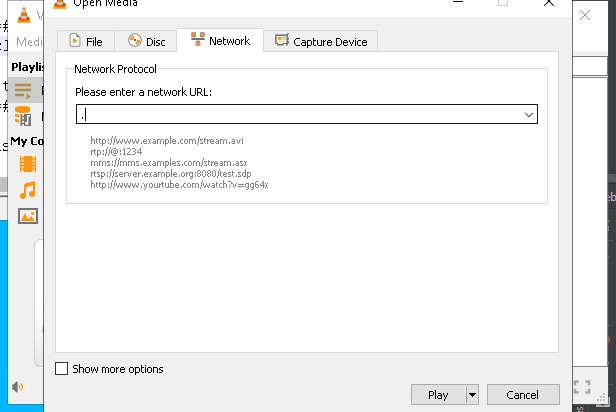 Open Media
Medi
File
Disc
Network
Capture Device
Playlis
Network Protocol
Please enter a network URL:
.
My Co
http://www.example.com/stream.avi
rtp://@:1234
mms://mms.examples.com/stream.asx
rtsp://server.example.org:8080/test.sdp
http://www.yourtube.com/watch?v=gg64x
Show more options
Play
Cancel